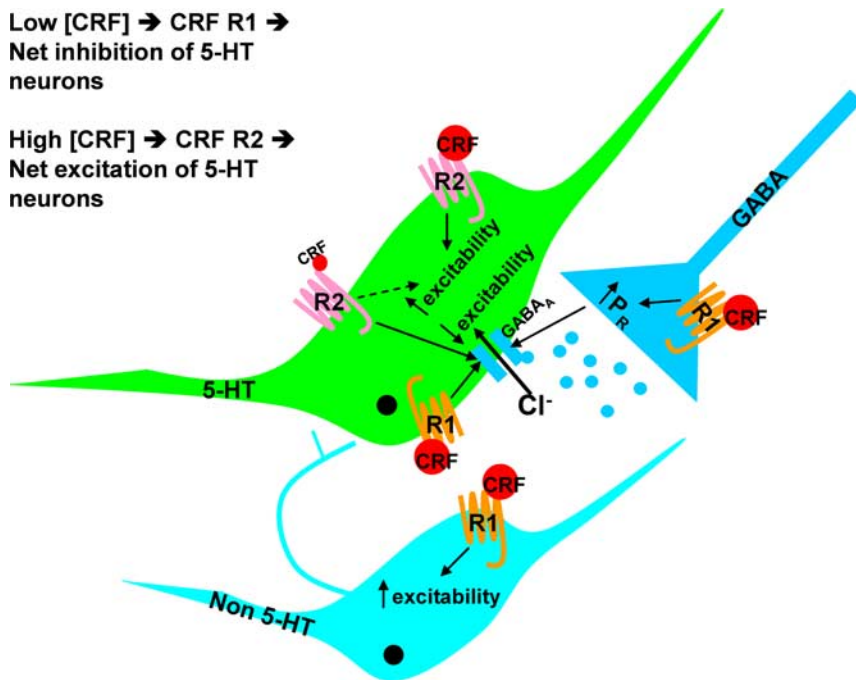 Low [CRF] ➔ CRF R1 ➔
Net inhibition of 5-HT
neurons
High [CRF] ➔ CRF R2 ➔
Net excitation of 5-HT
neurons
CRF
R2
CRF
R2
excitability
excitability
GABA_A
GABA
↑P_R
R1
CRF
Cl⁻
5-HT
R1
CRF
CRF
R1
↑excitability
Non 5-HT